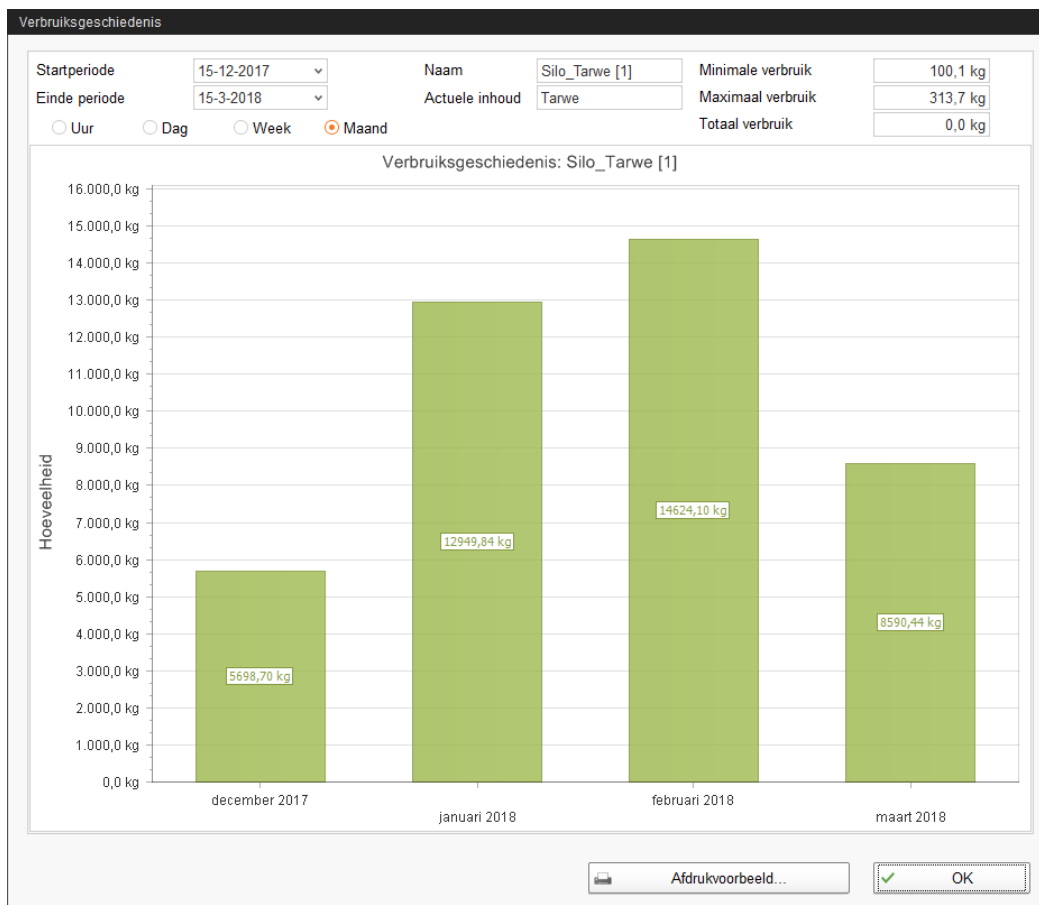 Verbruiksgeschiedenis
Startperiode 15-12-2017 Naam Silo_Tarwe [1] Minimale verbruik 100,1 kg
Einde periode 15-3-2018 Actuele inhoud Tarwe Maximaal verbruik 313,7 kg
Uur Dag Week Maand Totaal verbruik 0,0 kg
Verbruiksgeschiedenis: Silo_Tarwe [1]
16.000,0 kg
15.000,0 kg
14.000,0 kg
13.000,0 kg
12.000,0 kg
11.000,0 kg
10.000,0 kg
9.000,0 kg
8.000,0 kg
7.000,0 kg
6.000,0 kg
5.000,0 kg
4.000,0 kg
3.000,0 kg
2.000,0 kg
1.000,0 kg
0,0 kg
Hoeveelheid
5698,70 kg
12949,84 kg
14624,10 kg
8590,44 kg
december 2017
januari 2018
februari 2018
maart 2018
Afdrukvoorbeeld... OK